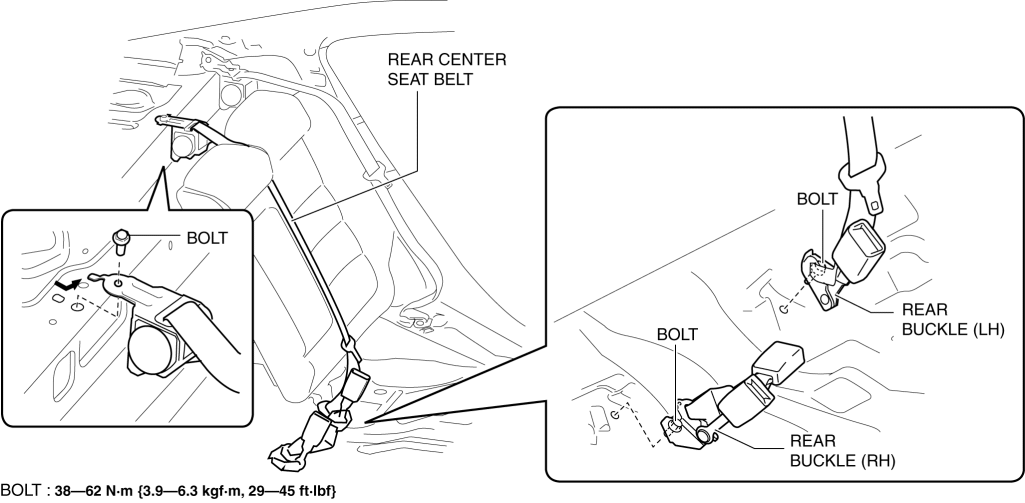 REAR CENTER
SEAT BELT
BOLT
BOLT
REAR
BUCKLE (LH)
BOLT
REAR
BUCKLE (RH)
BOLT : 38—62 N·m {3.9—6.3 kgf·m, 29—45 ft·lbf}